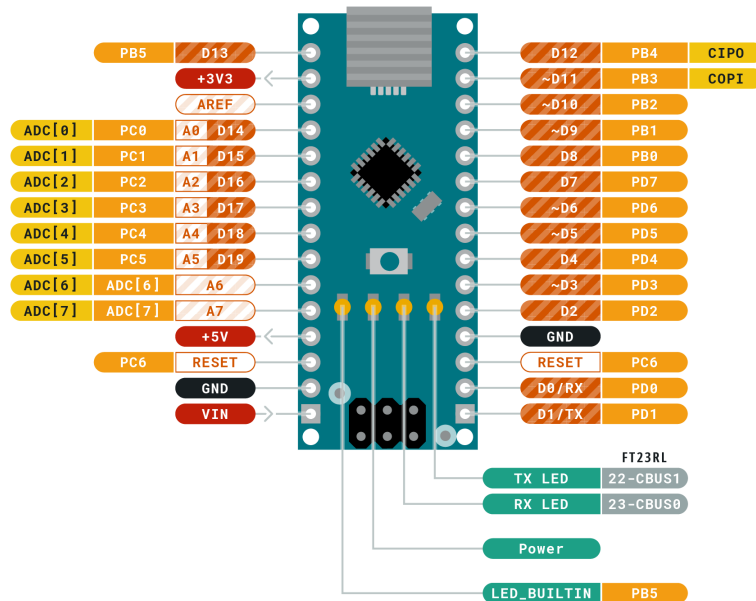 PB5 D13 D12 PB4 CIPO
+3V3 ~D11 PB3 COPI
AREF ~D10 PB2
ADC[0] PC0 A0 D14 ~D9 PB1
ADC[1] PC1 A1 D15 D8 PB0
ADC[2] PC2 A2 D16 D7 PD7
ADC[3] PC3 A3 D17 ~D6 PD6
ADC[4] PC4 A4 D18 ~D5 PD5
ADC[5] PC5 A5 D19 D4 PD4
ADC[6] ADC[6] A6 ~D3 PD3
ADC[7] ADC[7] A7 D2 PD2
+5V GND
PC6 RESET RESET PC6
GND D0/RX PD0
VIN D1/TX PD1
FT23RL
TX LED 22-CBUS1
RX LED 23-CBUS0
Power
LED_BUILTIN PB5